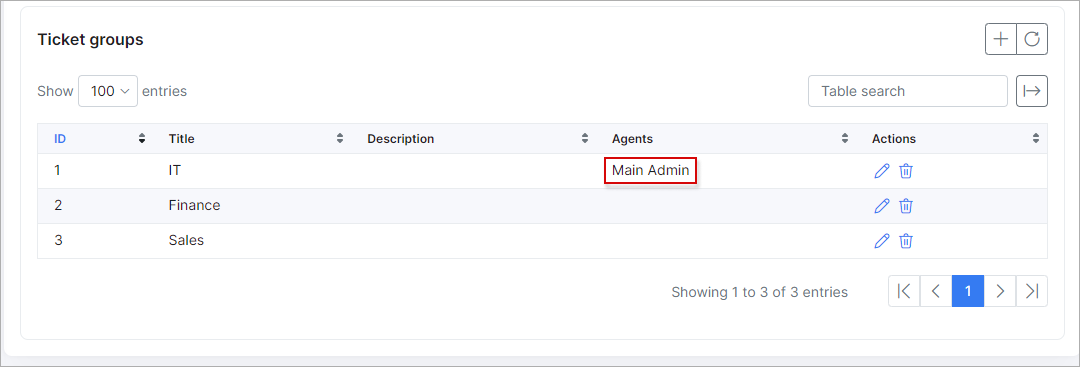 Ticket groups
Show 100 entries
Table search
ID Title Description Agents Actions
1 IT Main Admin
2 Finance
3 Sales
Showing 1 to 3 of 3 entries 1